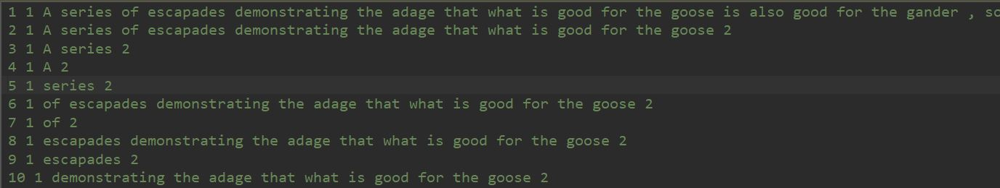 1 1 A series of escapades demonstrating the adage that what is good for the goose is also good for the gander ,
2 1 A series of escapades demonstrating the adage that what is good for the goose 2
3 1 A series 2
4 1 A 2
5 1 series 2
6 1 of escapades demonstrating the adage that what is good for the goose 2
7 1 of 2
8 1 escapades demonstrating the adage that what is good for the goose 2
9 1 escapades 2
10 1 demonstrating the adage that what is good for the goose 2